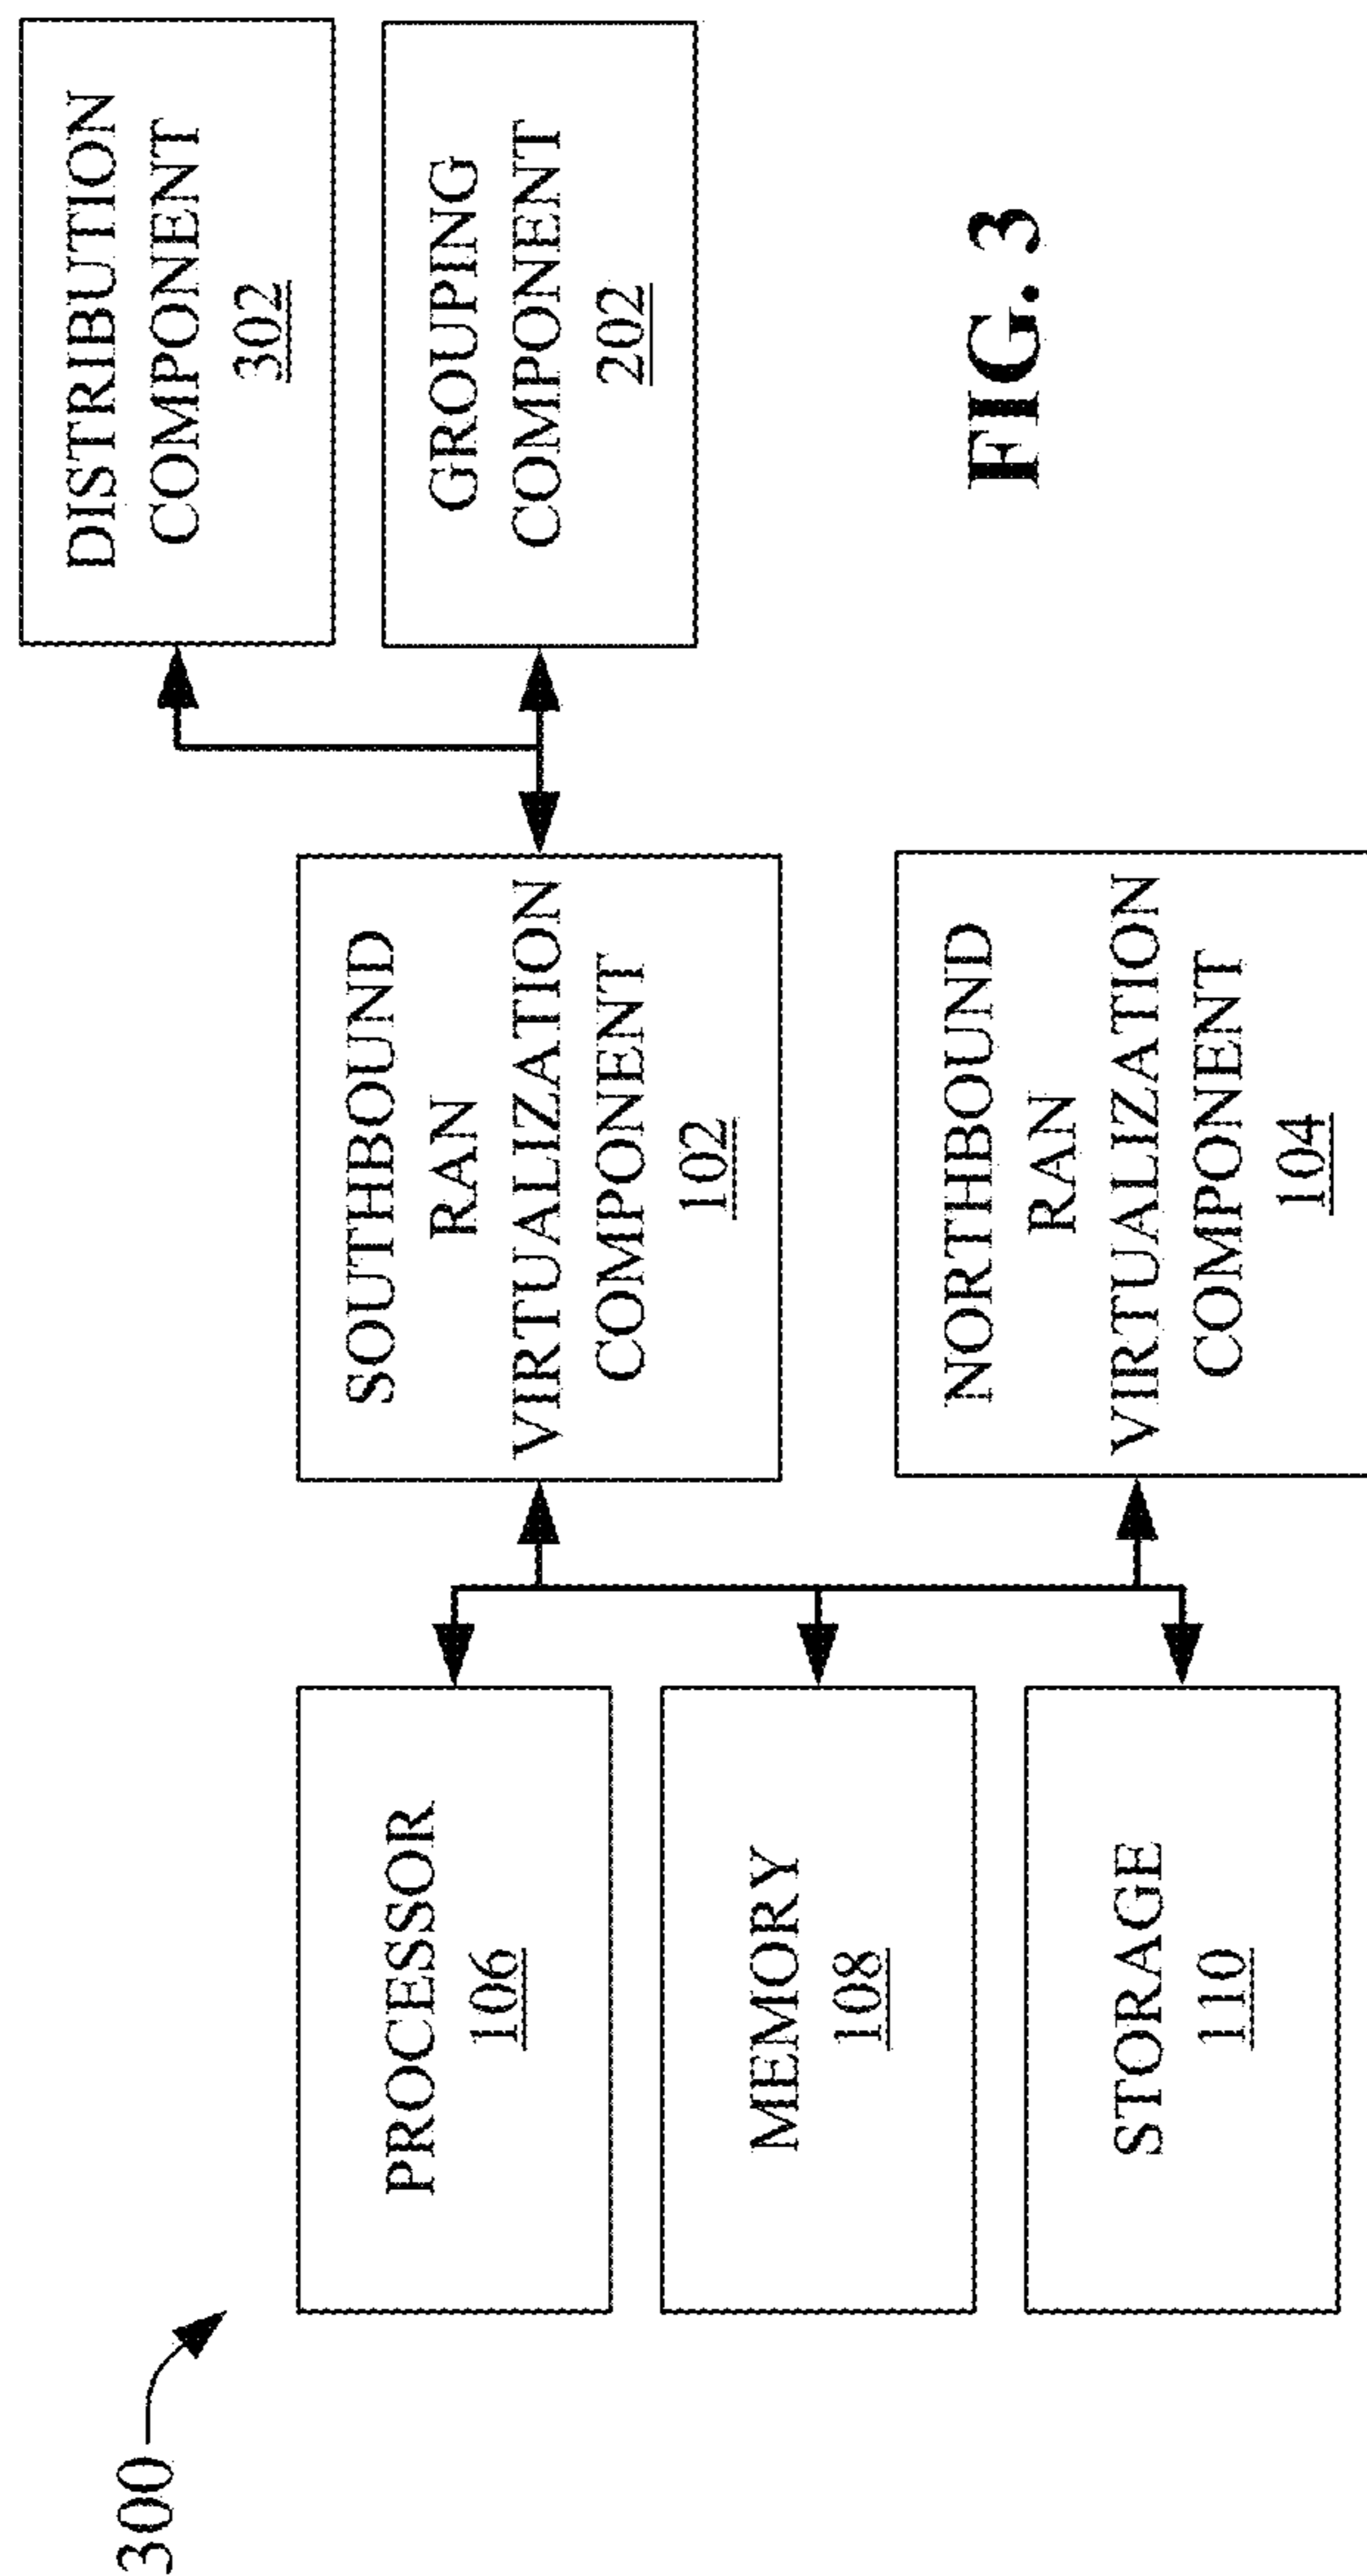 300
PROCESSOR
106
MEMORY
108
STORAGE
110
SOUTHBOUND
RAN
VIRTUALIZATION
COMPONENT
102
NORTHBOUND
RAN
VIRTUALIZATION
COMPONENT
104
DISTRIBUTION
COMPONENT
302
GROUPING
COMPONENT
202
FIG. 3